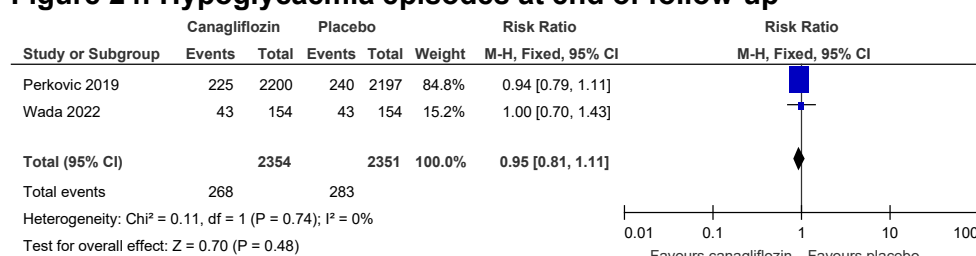 Figure 24: Hypoglycaemia episodes at end of follow-up
Canagliflozin Placebo Risk Ratio Risk Ratio
Study or Subgroup Events Total Events Total Weight M-H, Fixed, 95% CI M-H, Fixed, 95% CI
Perkovic 2019 225 2200 240 2197 84.8% 0.94 [0.79, 1.11]
Wada 2022 43 154 43 154 15.2% 1.00 [0.70, 1.43]
Total (95% CI) 2354 2351 100.0% 0.95 [0.81, 1.11]
Total events 268 283
Heterogeneity: Chi² = 0.11, df = 1 (P = 0.74); I² = 0%
Test for overall effect: Z = 0.70 (P = 0.48)
0.01 0.1 1 10 100
Favours canagliflozin Favours placebo